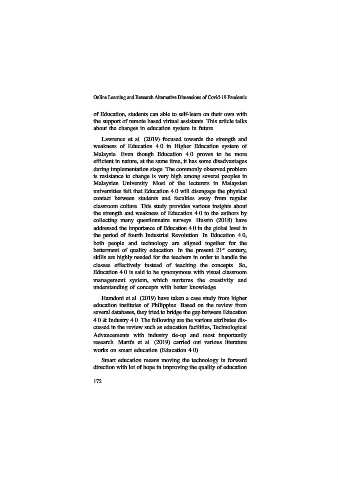 Online Learning and Research Alternative Dimensions of Covid-19 Pandemic
of Education, students can able to self-learn on their own with
the support of remote based virtual assistants. This article talks
about the changes in education system in future.
Lawrence et al. (2019) focused towards the strength and
weakness of Education 4.0 in Higher Education system of
Malaysia. Even though Education 4.0 proves to be more
efficient in nature, at the same time, it has some disadvantages
during implementation stage. The commonly observed problem
is resistance to change is very high among several peoples in
Malaysian University. Most of the lecturers in Malaysian
universities felt that Education 4.0 will disengage the physical
contact between students and faculties away from regular
classroom culture. This study provides various insights about
the strength and weakness of Education 4.0 to the authors by
collecting many questionnaire surveys. Hussin (2018) have
addressed the importance of Education 4.0 in the global level in
the period of fourth Industrial Revolution. In Education 4.0,
both people and technology are aligned together for the
betterment of quality education. In the present 21st century,
skills are highly needed for the teachers in order to handle the
classes effectively instead of teaching the concepts. So,
Education 4.0 is said to be synonymous with visual classroom
management system, which nurtures the creativity and
understanding of concepts with better knowledge.
Hamdoni et al. (2019) have taken a case study from higher
education institutes of Philippine. Based on the review from
several databases, they tried to bridge the gap between Education
4.0 & Industry 4.0. The following are the various attributes dis-
cussed in the review such as education facilities, Technological
Advancements with industry tie-up and most importantly
research. Martís et al. (2019) carried out various literature
works on smart education (Education 4.0).
Smart education means moving the technology in forward
direction with lot of hope in improving the quality of education
172